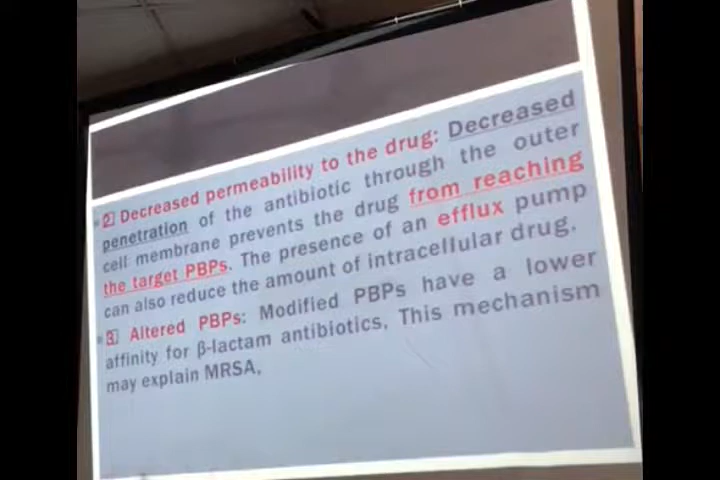 ▪2⃣ Decreased permeability to the drug: Decreased
penetration of the antibiotic through the outer
cell membrane prevents the drug from reaching
the target PBPs. The presence of an efflux pump
can also reduce the amount of intracellular drug.
▪3⃣ Altered PBPs: Modified PBPs have a lower
affinity for β-lactam antibiotics, This mechanism
may explain MRSA,